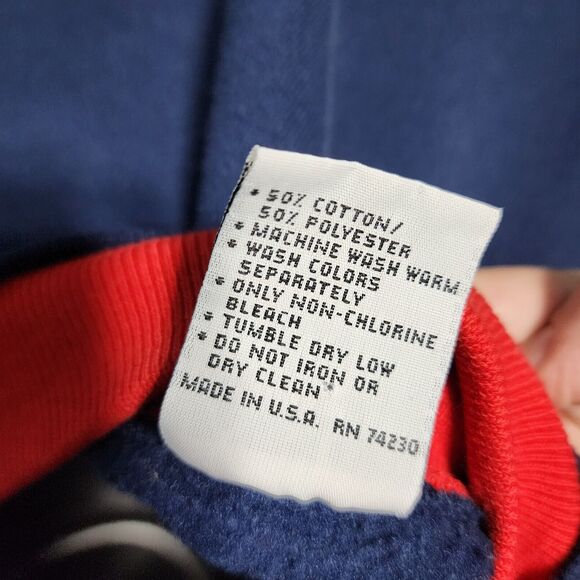 • 50% COTTON/
50% POLYESTER
• MACHINE WASH WARM
• WASH COLORS
SEPARATELY
• ONLY NON-CHLORINE
BLEACH
• TUMBLE DRY LOW
• DO NOT IRON OR
DRY CLEAN
MADE IN U.S.A. RN 74230